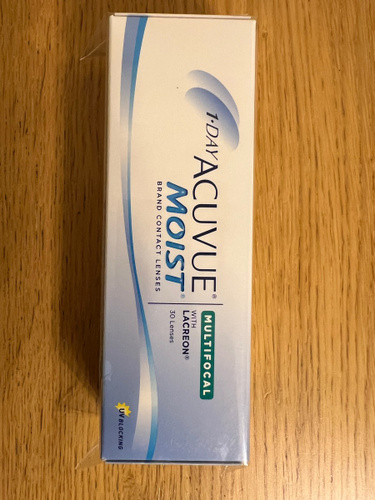 1·DAY ACUVUE®
MOIST®
BRAND CONTACT LENSES
MULTIFOCAL
WITH
LACREON®
30 Lenses
UV BLOCKING